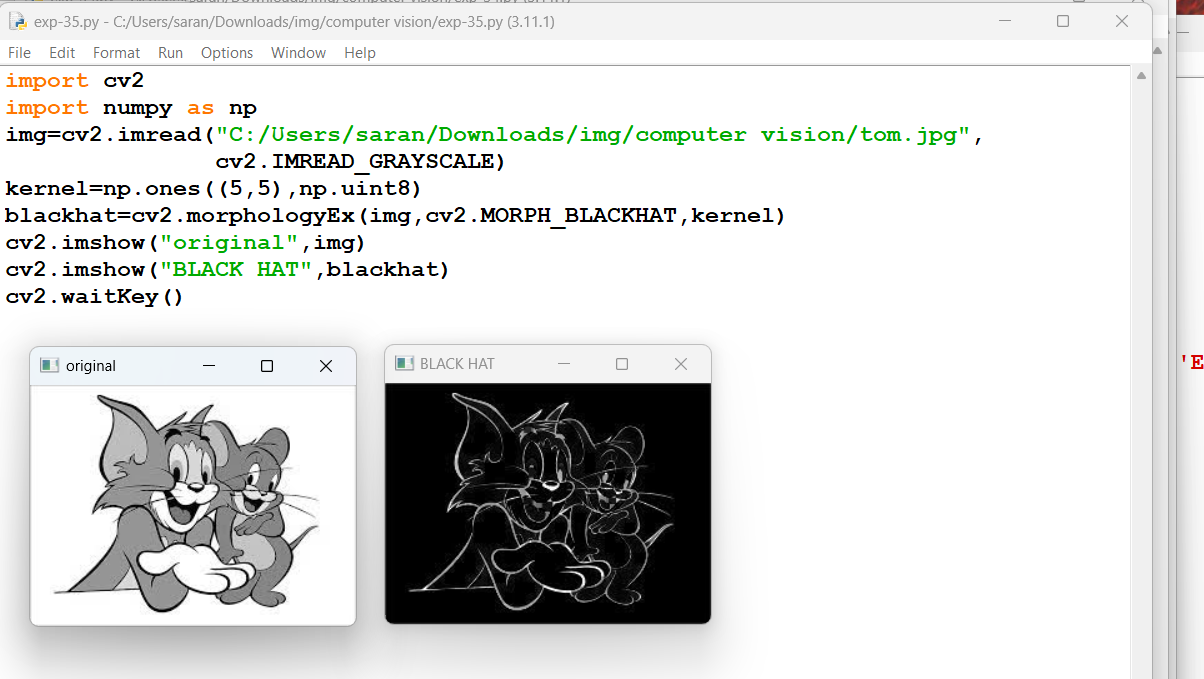 exp-35.py - C:/Users/saran/Downloads/img/computer vision/exp-35.py (3.11.1)
File Edit Format Run Options Window Help
import cv2
import numpy as np
img=cv2.imread("C:/Users/saran/Downloads/img/computer vision/tom.jpg",
cv2.IMREAD_GRAYSCALE)
kernel=np.ones((5,5),np.uint8)
blackhat=cv2.morphologyEx(img,cv2.MORPH_BLACKHAT,kernel)
cv2.imshow("original",img)
cv2.imshow("BLACK HAT",blackhat)
cv2.waitKey()
original
BLACK HAT
'E